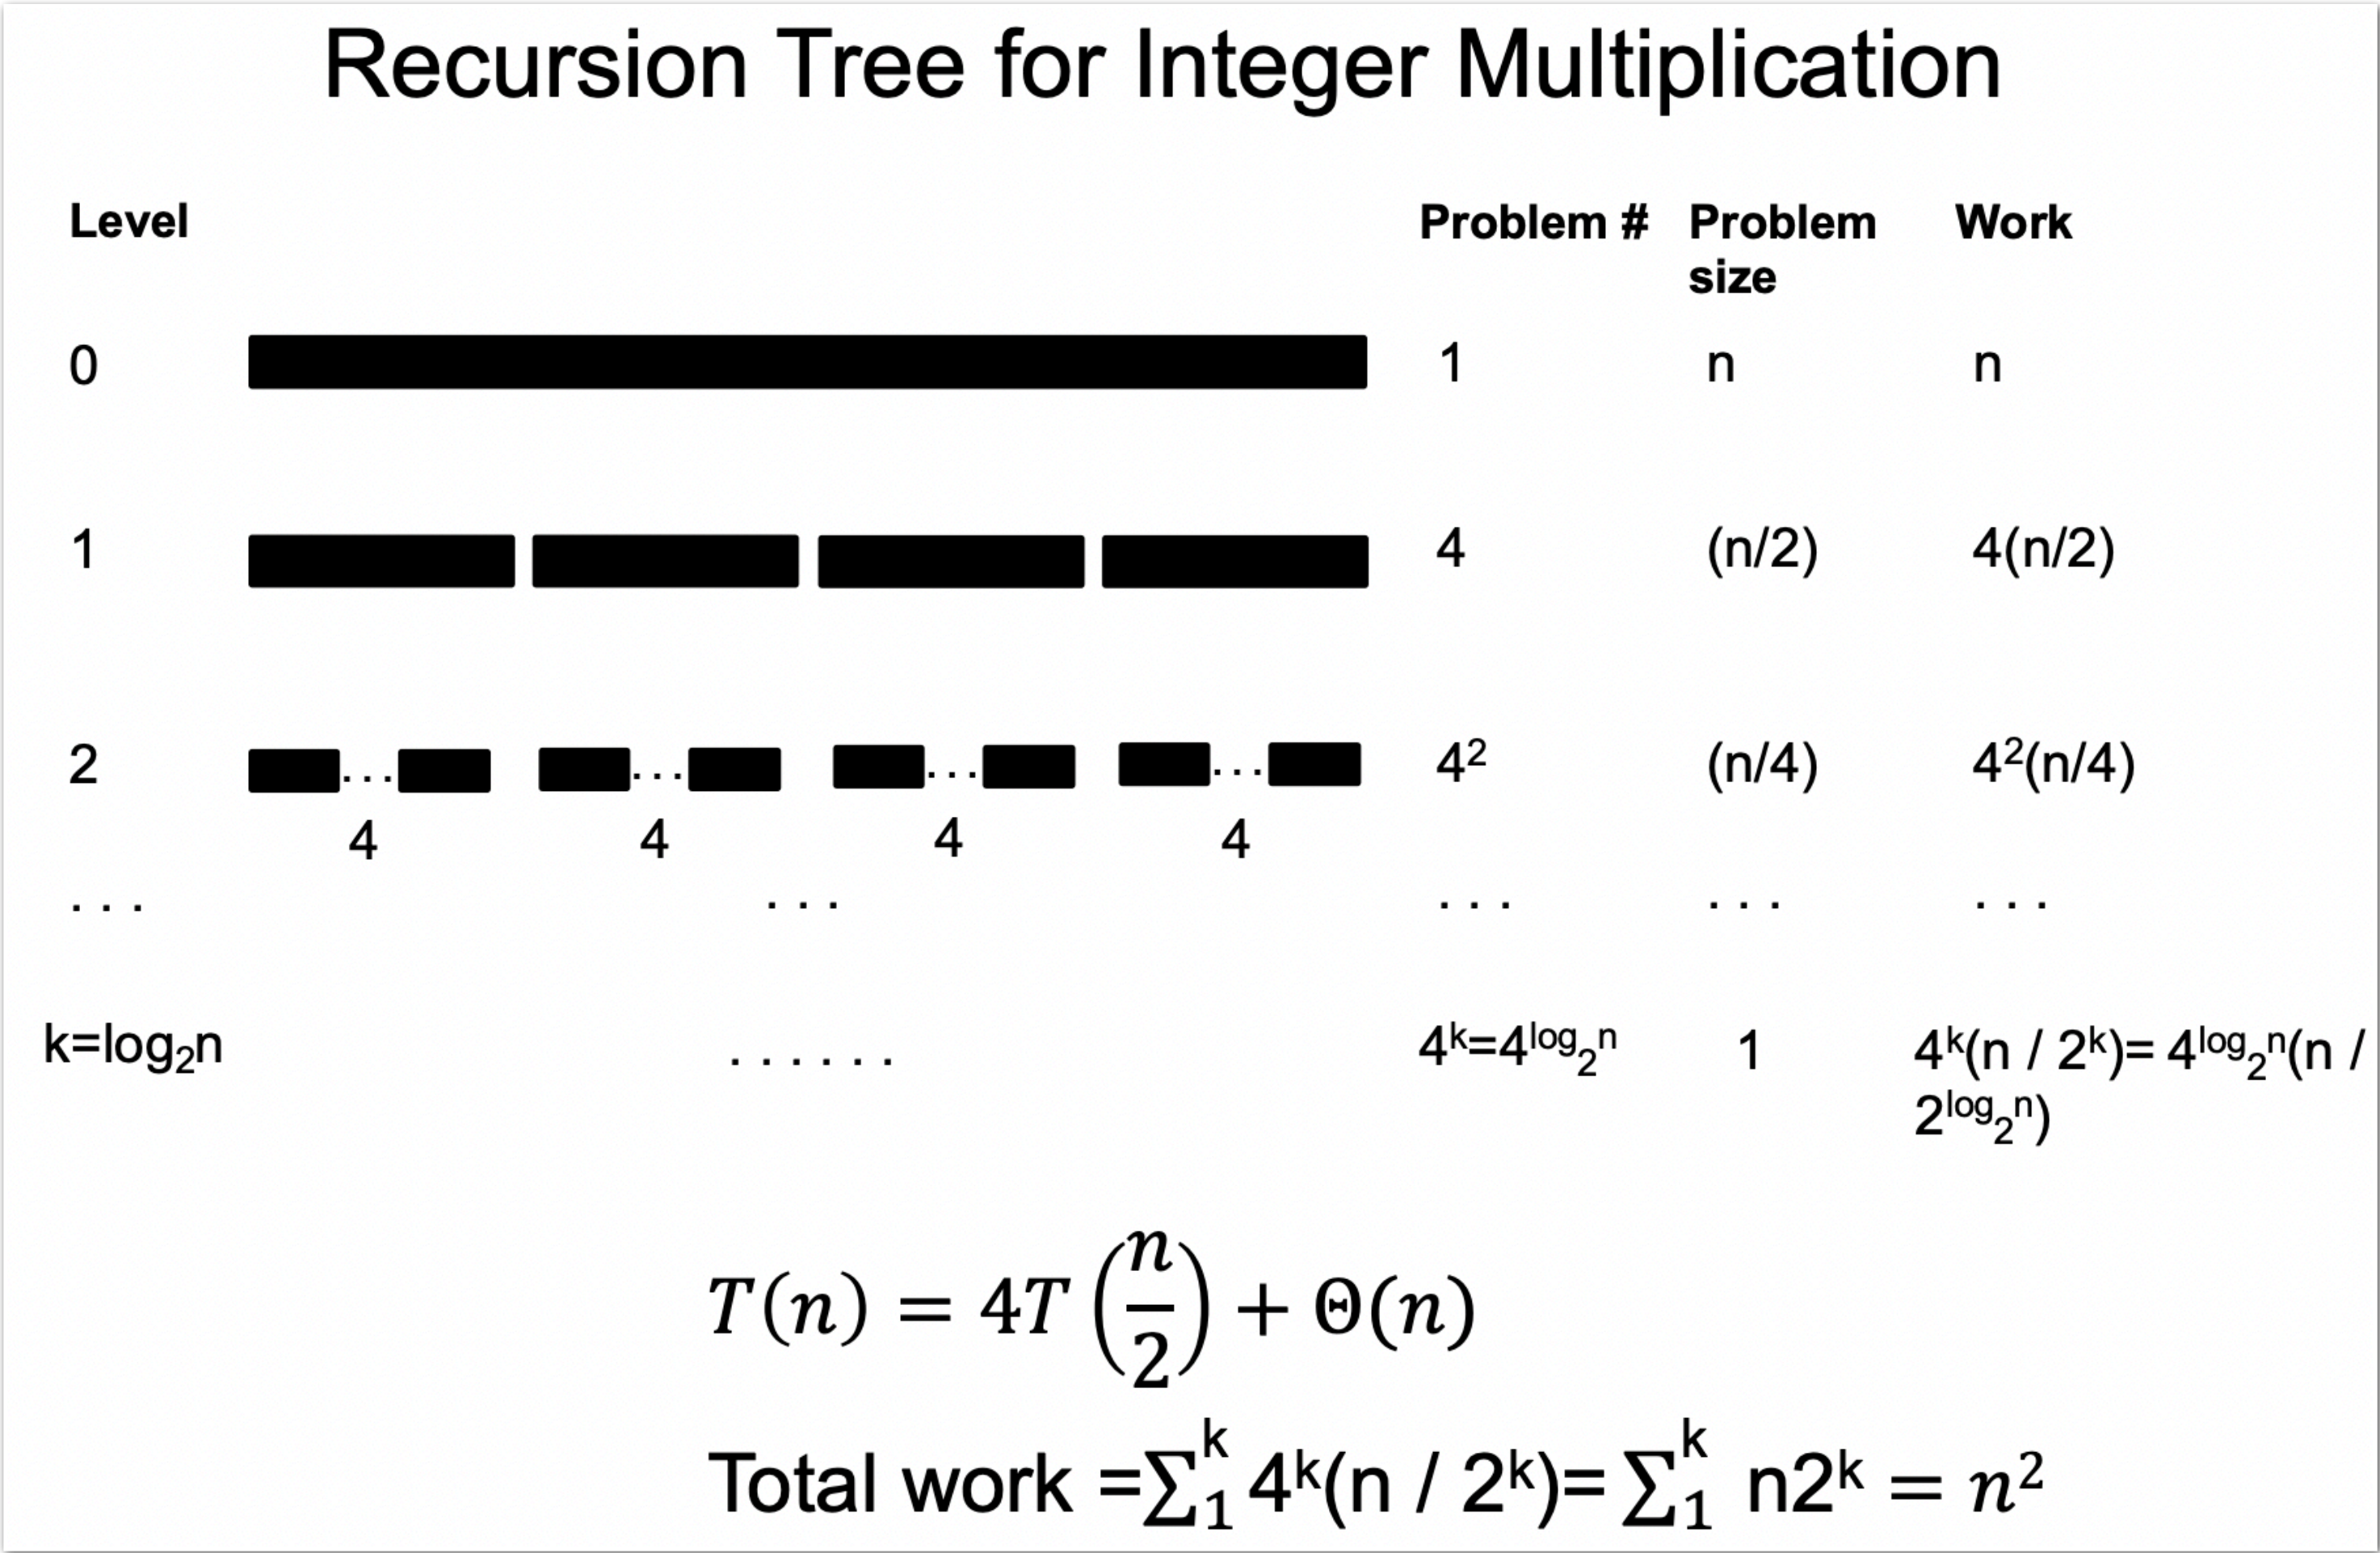 Recursion Tree for Integer Multiplication
Level Problem # Problem size Work
0 1 n n
1 4 (n/2) 4(n/2)
2 ... ... ... ... 4² (n/4) 4²(n/4)
4 4 4 4
. . . . . . . . . . . . . . .
k=log₂n . . . . . . 4ᵏ=4^log₂n 1 4ᵏ(n / 2ᵏ)= 4^log₂n(n /
2^log₂n)
T(n) = 4T(n/2) + Θ(n)
Total work =∑₁ᵏ 4ᵏ(n / 2ᵏ)= ∑₁ᵏ n2ᵏ = n²